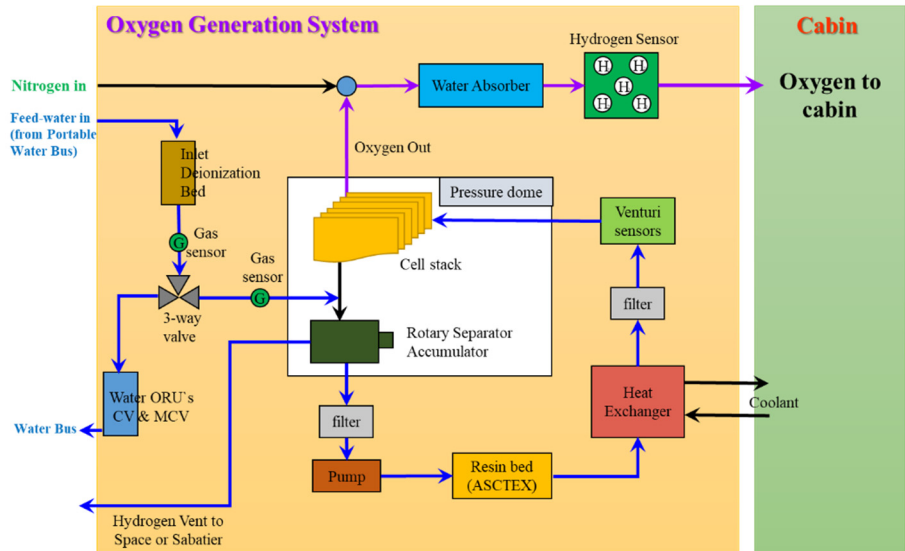 Oxygen Generation System
Cabin
Hydrogen Sensor
H H
H
H H
Nitrogen in
Water Absorber
Oxygen to
cabin
Feed-water in
(from Portable
Water Bus)
Oxygen Out
Inlet
Deionization
Bed
Pressure dome
Venturi
sensors
Gas
sensor
G
Gas
sensor
G
Cell stack
3-way
valve
filter
Rotary Separator
Accumulator
Water ORU`s
CV & MCV
Heat
Exchanger
Coolant
Water Bus
filter
Pump
Resin bed
(ASCTEX)
Hydrogen Vent to
Space or Sabatier